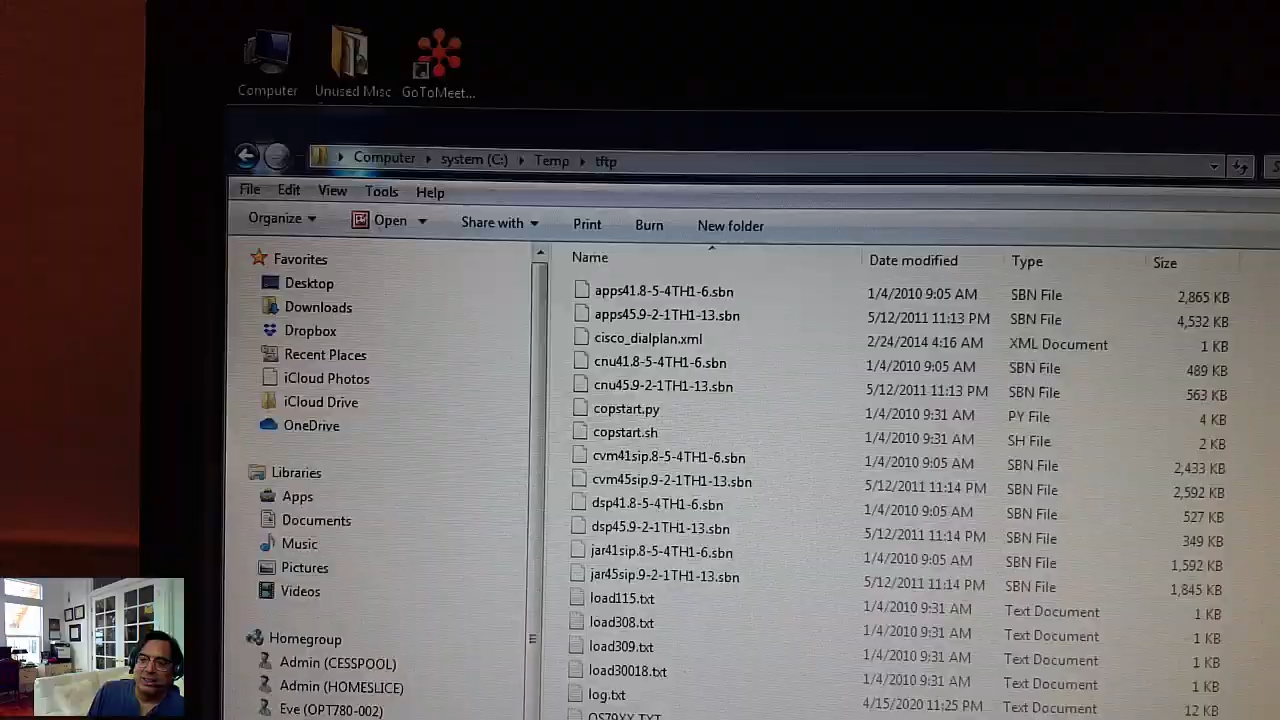 Computer
Unused Misc
GoToMeet...
Computer
system (C:)
Temp
tftp
File Edit View Tools Help
Organize Open Share with Print Burn New folder
Favorites
Desktop
Downloads
Dropbox
Recent Places
iCloud Photos
iCloud Drive
OneDrive
Libraries
Apps
Documents
Music
Pictures
Videos
Homegroup
Admin (CESSPOOL)
Admin (HOMESLICE)
Eve (OPT780-002)
Name Date modified Type Size
apps41.8-5-4TH1-6.sbn 1/4/2010 9:05 AM SBN File 2,865 KB
apps45.9-2-1TH1-13.sbn 5/12/2011 11:13 PM SBN File 4,532 KB
cisco_dialplan.xml 2/24/2014 4:16 AM XML Document 1 KB
cnu41.8-5-4TH1-6.sbn 1/4/2010 9:05 AM SBN File 489 KB
cnu45.9-2-1TH1-13.sbn 5/12/2011 11:13 PM SBN File 563 KB
copstart.py 1/4/2010 9:31 AM PY File 4 KB
copstart.sh 1/4/2010 9:31 AM SH File 2 KB
cvm41sip.8-5-4TH1-6.sbn 1/4/2010 9:05 AM SBN File 2,433 KB
cvm45sip.9-2-1TH1-13.sbn 5/12/2011 11:14 PM SBN File 2,592 KB
dsp41.8-5-4TH1-6.sbn 1/4/2010 9:05 AM SBN File 527 KB
dsp45.9-2-1TH1-13.sbn 5/12/2011 11:14 PM SBN File 349 KB
jar41sip.8-5-4TH1-6.sbn 1/4/2010 9:05 AM SBN File 1,592 KB
jar45sip.9-2-1TH1-13.sbn 5/12/2011 11:14 PM SBN File 1,845 KB
load115.txt 1/4/2010 9:31 AM Text Document 1 KB
load308.txt 1/4/2010 9:31 AM Text Document 1 KB
load309.txt 1/4/2010 9:31 AM Text Document 1 KB
load30018.txt 1/4/2010 9:31 AM Text Document 1 KB
log.txt 4/15/2020 11:25 PM Text Document 12 KB
OS79XX.TXT